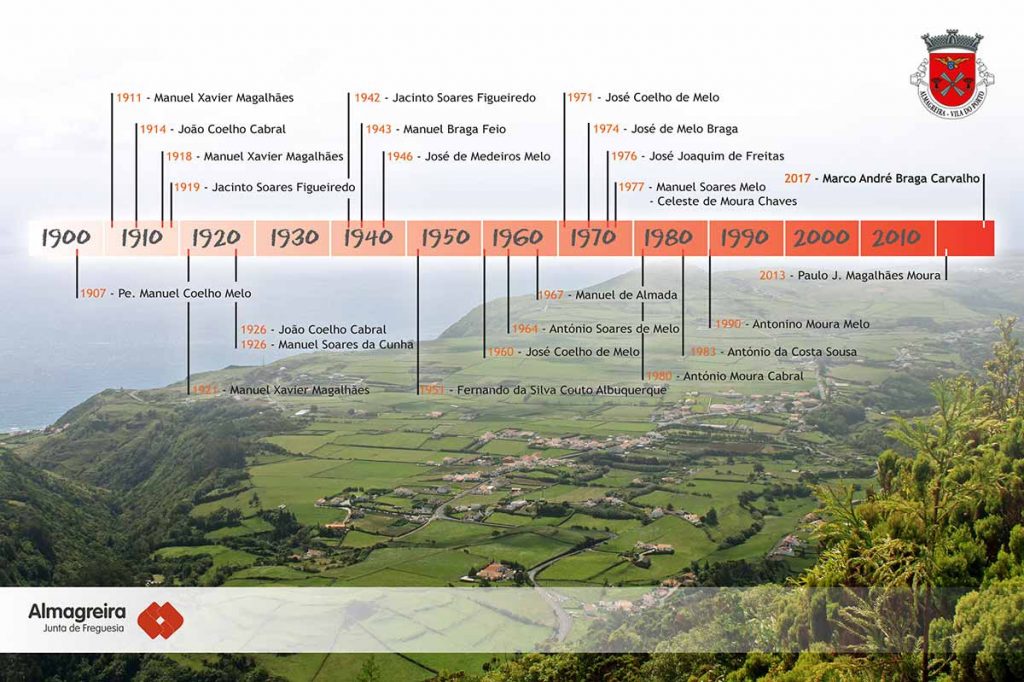 ALMAGREIRA - VILA DO PORTO
1911 - Manuel Xavier Magalhães
1914 - João Coelho Cabral
1918 - Manuel Xavier Magalhães
1919 - Jacinto Soares Figueiredo
1942 - Jacinto Soares Figueiredo
1943 - Manuel Braga Feio
1946 - José de Medeiros Melo
1971 - José Coelho de Melo
1974 - José de Melo Braga
1976 - José Joaquim de Freitas
1977 - Manuel Soares Melo
- Celeste de Moura Chaves
2017 - Marco André Braga Carvalho
1900 1910 1920 1930 1940 1950 1960 1970 1980 1990 2000 2010
1907 - Pe. Manuel Coelho Melo
1926 - João Coelho Cabral
1926 - Manuel Soares da Cunha
1921 - Manuel Xavier Magalhães
1951 - Fernando da Silva Couto Albuquerque
1960 - José Coelho de Melo
1964 - António Soares de Melo
1967 - Manuel de Almada
1980 - António Moura Cabral
1983 - António da Costa Sousa
1990 - Antonino Moura Melo
2013 - Paulo J. Magalhães Moura
Almagreira
Junta de Freguesia